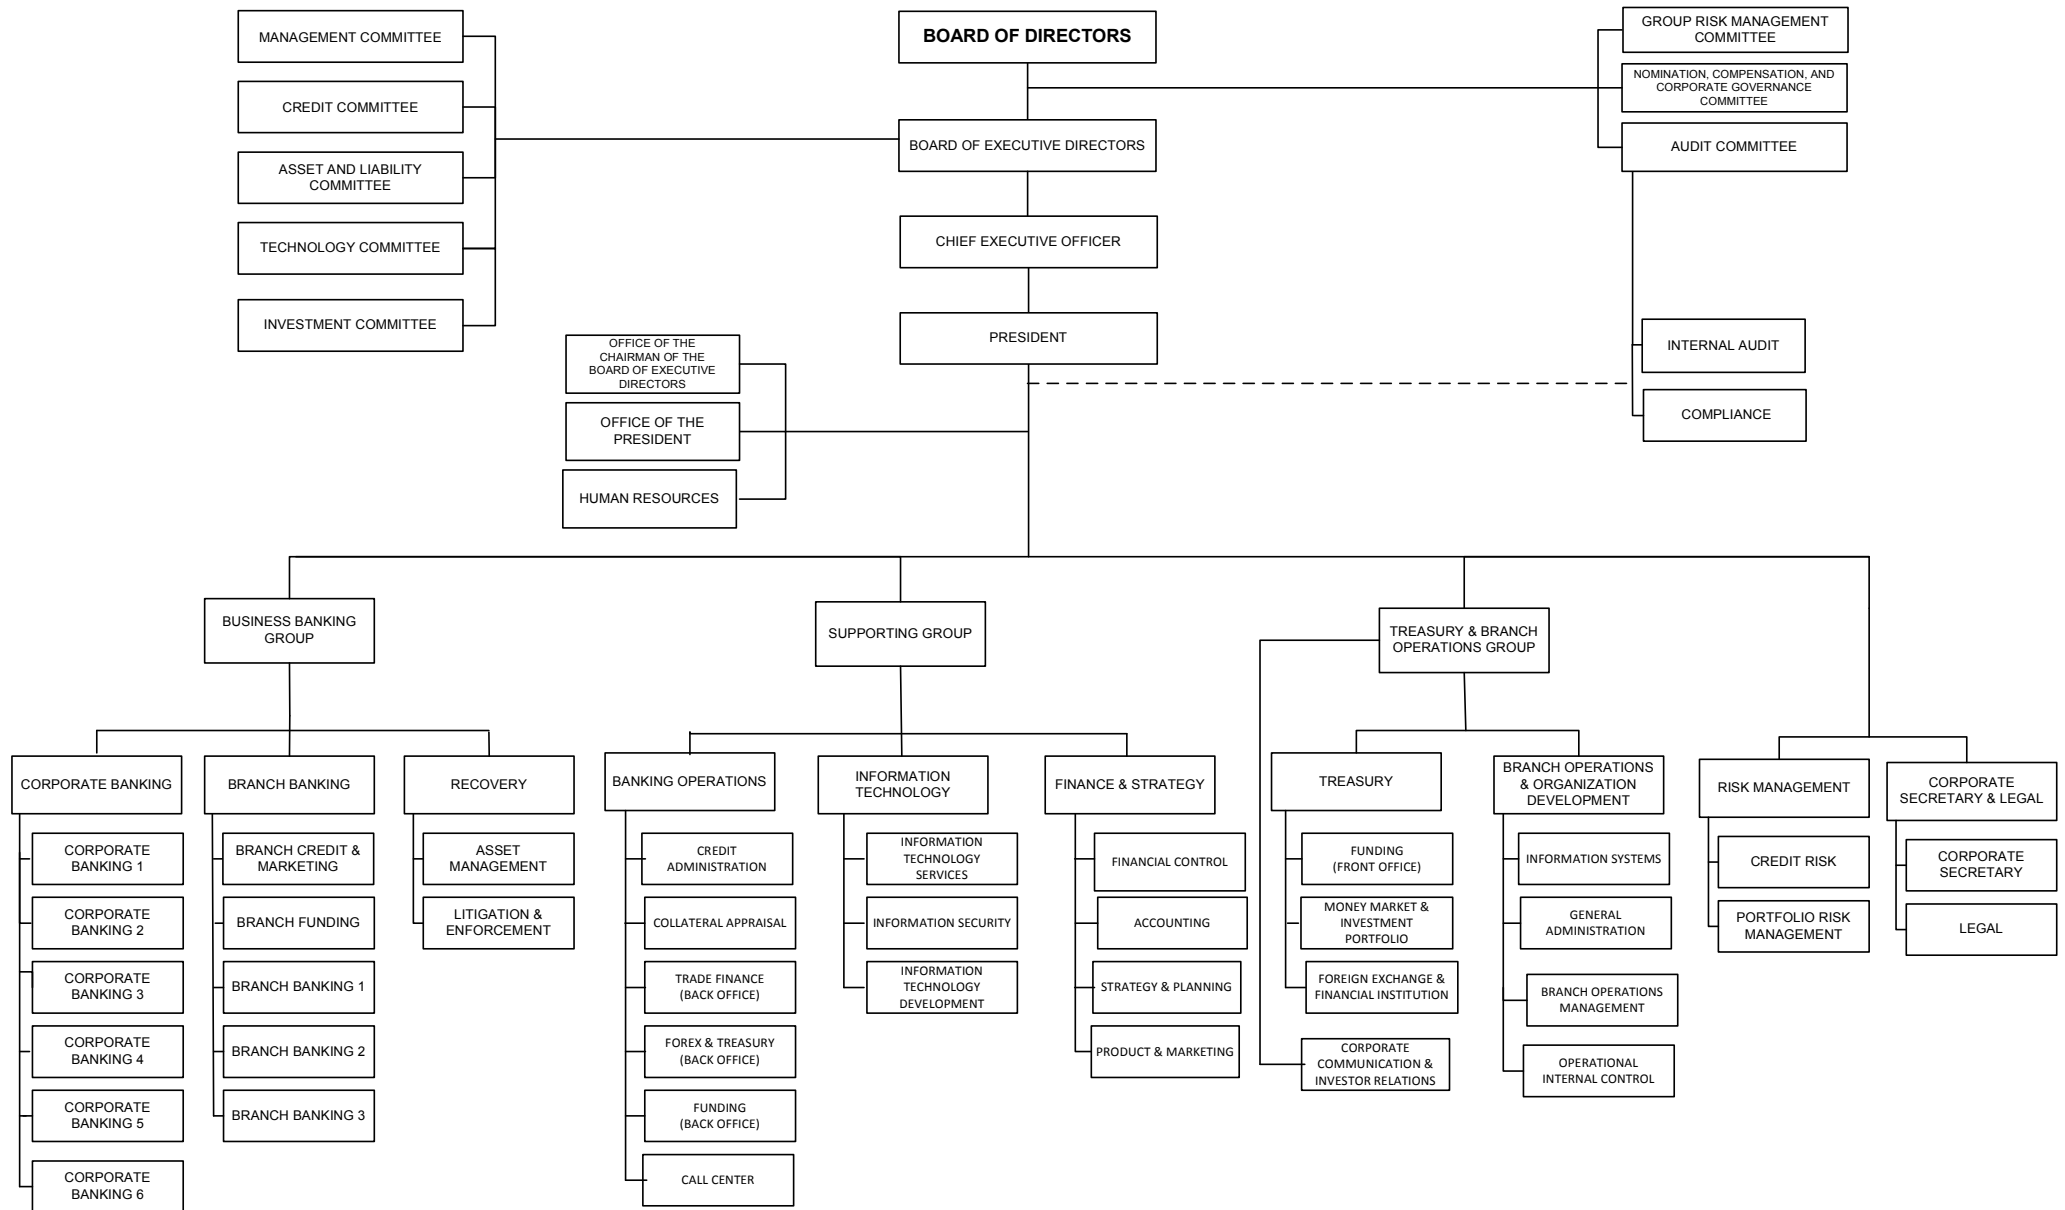 BOARD OF DIRECTORS
MANAGEMENT COMMITTEE
CREDIT COMMITTEE
ASSET AND LIABILITY
COMMITTEE
TECHNOLOGY COMMITTEE
INVESTMENT COMMITTEE
GROUP RISK MANAGEMENT
COMMITTEE
NOMINATION, COMPENSATION, AND
CORPORATE GOVERNANCE
COMMITTEE
AUDIT COMMITTEE
BOARD OF EXECUTIVE DIRECTORS
CHIEF EXECUTIVE OFFICER
PRESIDENT
INTERNAL AUDIT
COMPLIANCE
OFFICE OF THE
CHAIRMAN OF THE
BOARD OF EXECUTIVE
DIRECTORS
OFFICE OF THE
PRESIDENT
HUMAN RESOURCES
BUSINESS BANKING
GROUP
SUPPORTING GROUP
TREASURY & BRANCH
OPERATIONS GROUP
CORPORATE BANKING
CORPORATE
BANKING 1
CORPORATE
BANKING 2
CORPORATE
BANKING 3
CORPORATE
BANKING 4
CORPORATE
BANKING 5
CORPORATE
BANKING 6
BRANCH BANKING
BRANCH CREDIT &
MARKETING
BRANCH FUNDING
BRANCH BANKING 1
BRANCH BANKING 2
BRANCH BANKING 3
RECOVERY
ASSET
MANAGEMENT
LITIGATION &
ENFORCEMENT
BANKING OPERATIONS
CREDIT
ADMINISTRATION
COLLATERAL APPRAISAL
TRADE FINANCE
(BACK OFFICE)
FOREX & TREASURY
(BACK OFFICE)
FUNDING
(BACK OFFICE)
CALL CENTER
INFORMATION
TECHNOLOGY
INFORMATION
TECHNOLOGY
SERVICES
INFORMATION SECURITY
INFORMATION
TECHNOLOGY
DEVELOPMENT
FINANCE & STRATEGY
FINANCIAL CONTROL
ACCOUNTING
STRATEGY & PLANNING
PRODUCT & MARKETING
TREASURY
FUNDING
(FRONT OFFICE)
MONEY MARKET &
INVESTMENT
PORTFOLIO
FOREIGN EXCHANGE &
FINANCIAL INSTITUTION
CORPORATE
COMMUNICATION &
INVESTOR RELATIONS
BRANCH OPERATIONS
& ORGANIZATION
DEVELOPMENT
INFORMATION SYSTEMS
GENERAL
ADMINISTRATION
BRANCH OPERATIONS
MANAGEMENT
OPERATIONAL
INTERNAL CONTROL
RISK MANAGEMENT
CREDIT RISK
PORTFOLIO RISK
MANAGEMENT
CORPORATE
SECRETARY & LEGAL
CORPORATE
SECRETARY
LEGAL